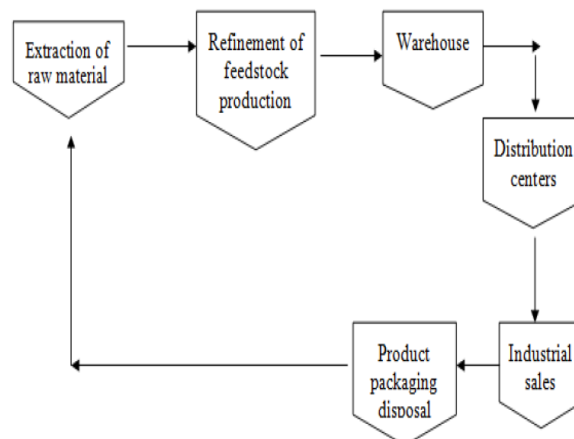 Extraction of
raw material
Refinement of
feedstock
production
Warehouse
Distribution
centers
Industrial
sales
Product
packaging
disposal